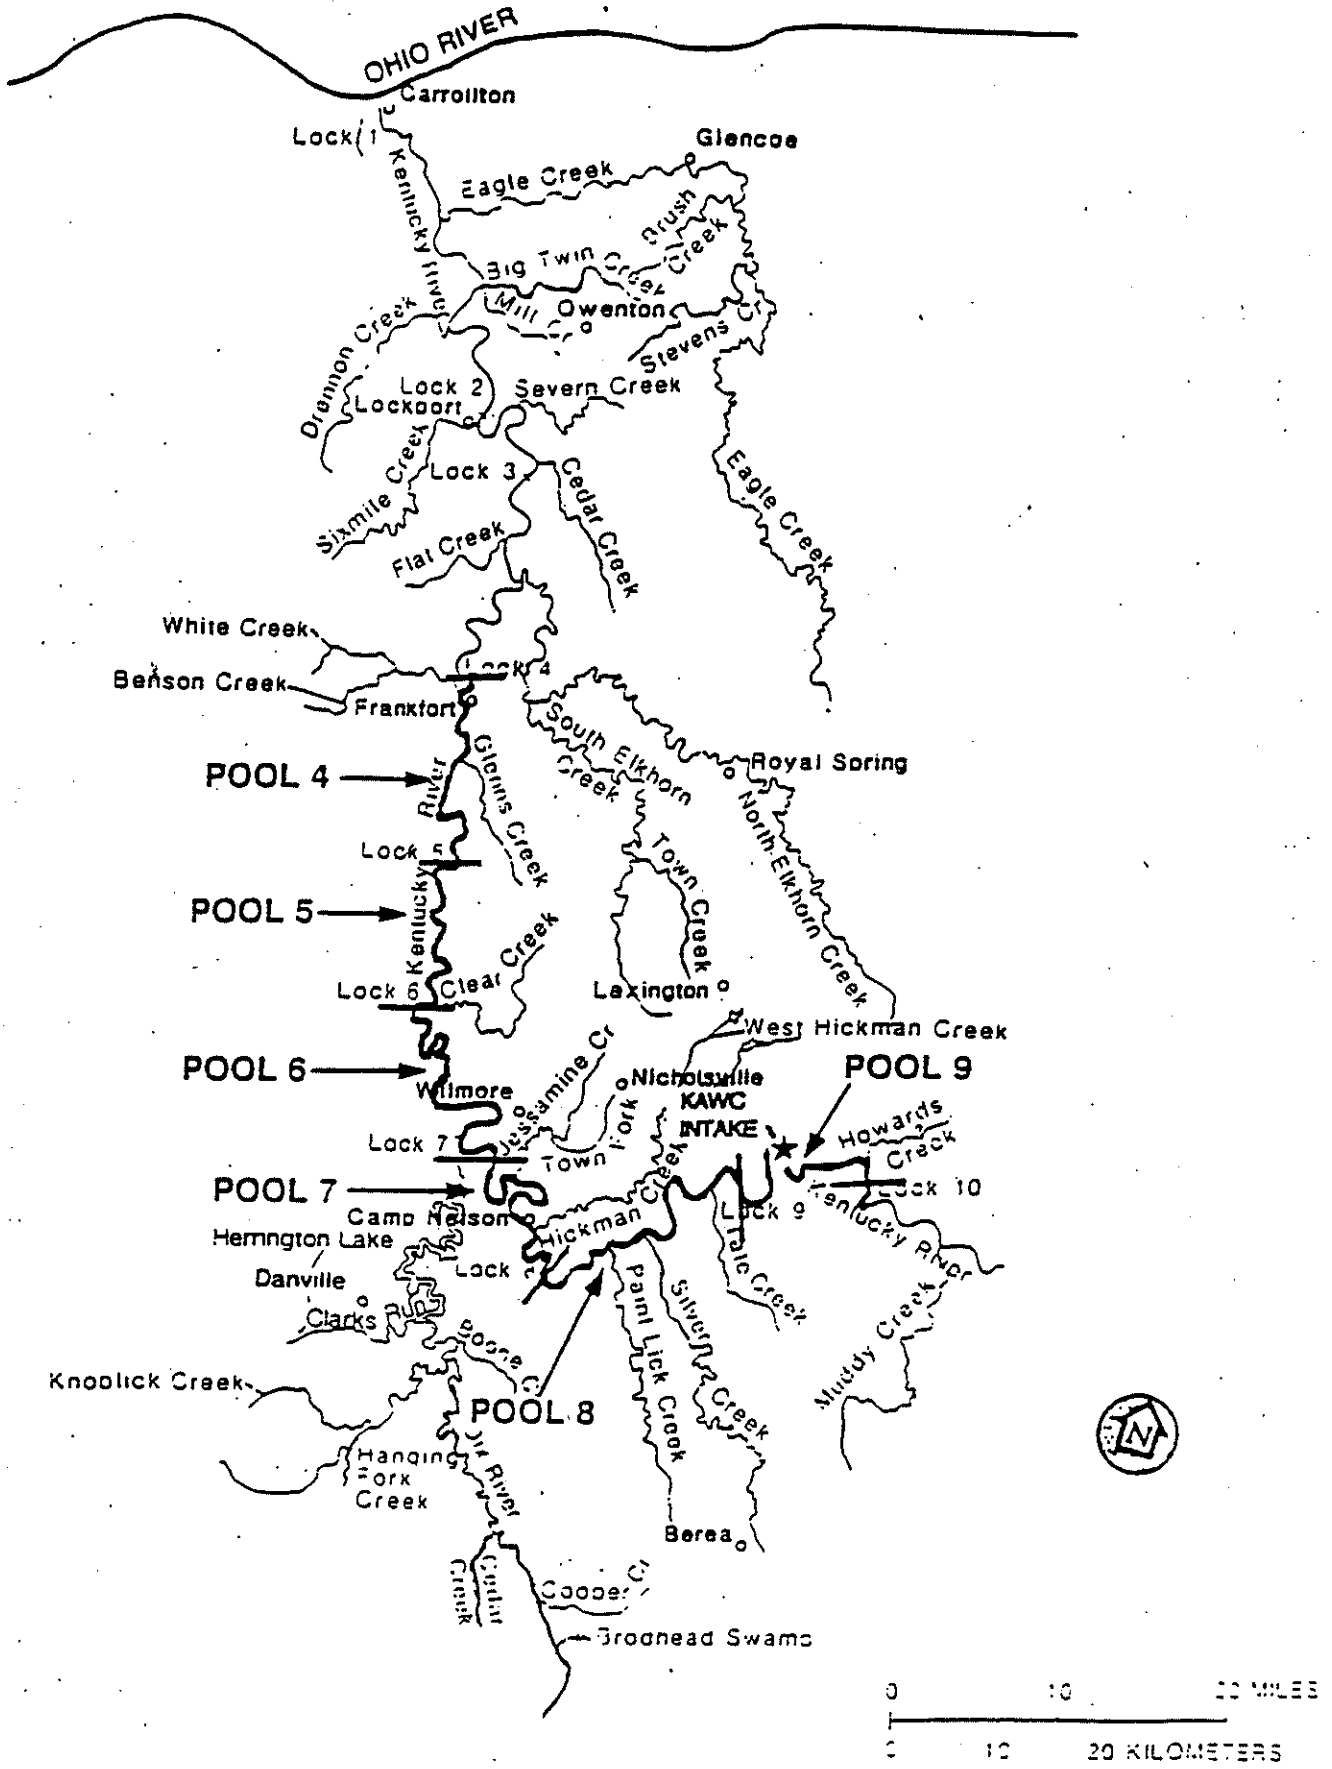 OHIO RIVER
Carrollton
Lock 1
Glencoe
Kentucky River
Eagle Creek
Brush Creek
Big Twin Creek
Mill
Owenton
Drennon Creek
Stevens
Lock 2
Severn Creek
Lockport
Sixmile Creek
Lock 3
Cedar Creek
Eagle Creek
Flat Creek
White Creek
Lock 4
Benson Creek
Frankfort
South Elkhorn Creek
Glenns Creek
Royal Spring
POOL 4
North Elkhorn Creek
Lock 5
Town Creek
POOL 5
Kentucky River
Clear Creek
Lock 6
Lexington
West Hickman Creek
POOL 6
Jessamine Cr
Nicholsville
POOL 9
Wilmore
KAWC
INTAKE
Howards Creek
Lock 7
Town Fork
POOL 7
Lock 10
Camp Nelson
Hickman Creek
Lock 9
Kentucky River
Herrington Lake
Lock
Tate Creek
Danville
Clarks Run
Paint Lick Creek
Silver Creek
Muddy Creek
Boone
Knoblick Creek
POOL 8
N
Hanging
Fork
Creek
Dix River
Berea
Cedar Creek
Cooper
Brodhead Swamp
0 10 20 MILES
0 10 20 KILOMETERS